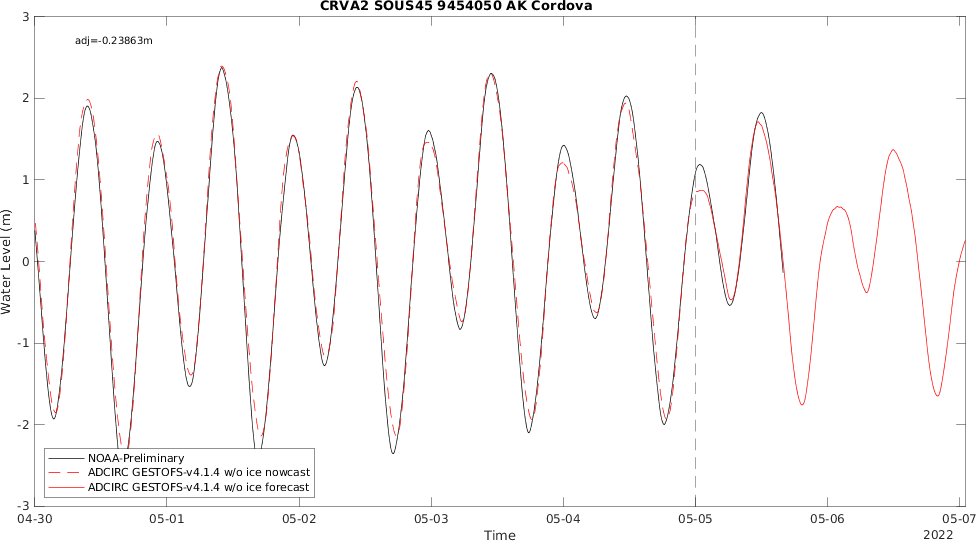 CRVA2 SOUS45 9454050 AK Cordova
adj=-0.23863m
3
2
1
0
-1
-2
-3
Water Level (m)
NOAA-Preliminary
ADCIRC GESTOFS-v4.1.4 w/o ice nowcast
ADCIRC GESTOFS-v4.1.4 w/o ice forecast
04-30 05-01 05-02 05-03 05-04 05-05 05-06 05-07
Time
2022